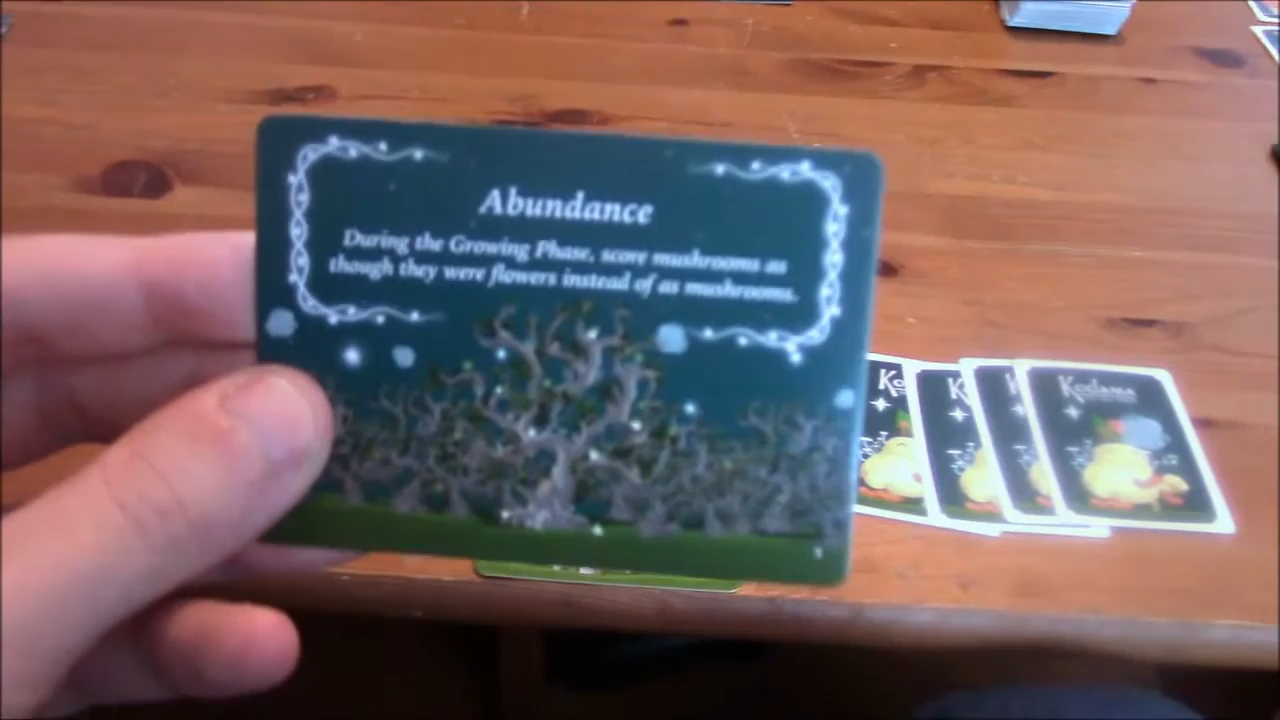 Abundance
During the Growing Phase, score mushrooms as
though they were flowers instead of as mushrooms.
Kodama